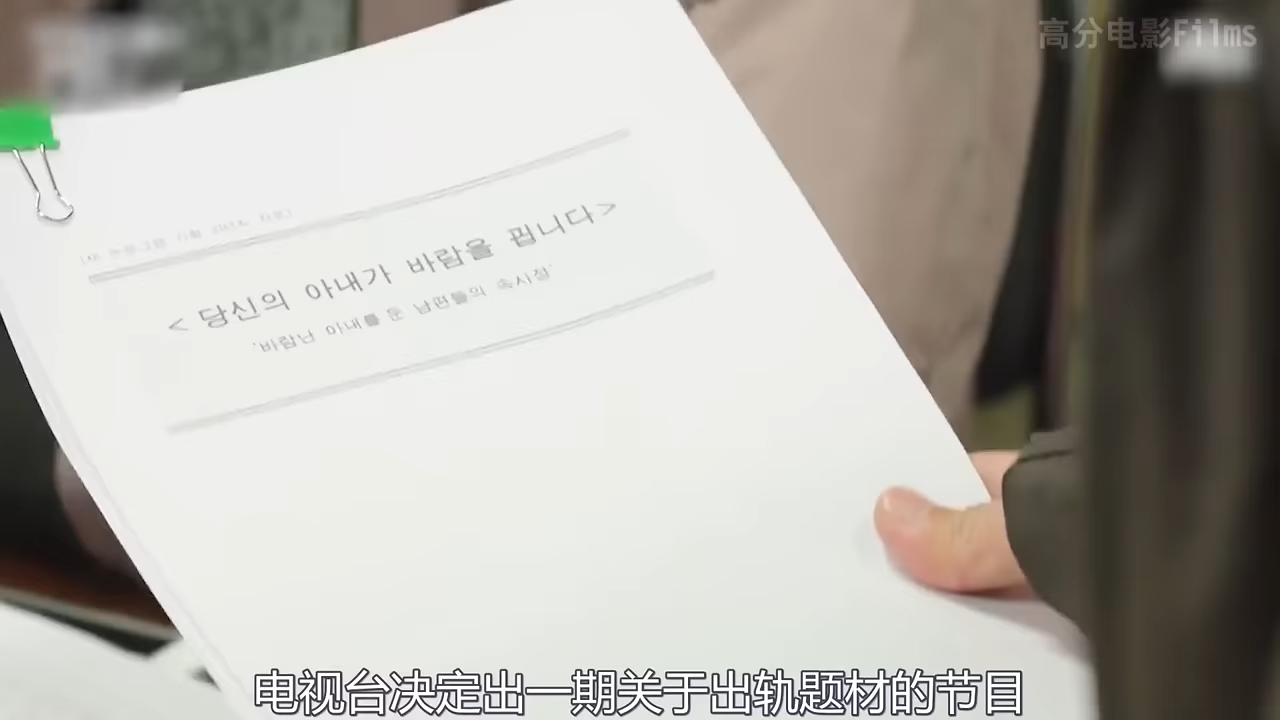 高分电影Films
<당신의 아내가 바람을 핍니다>
'바람난 아내를 둔 남편들의 속사정'
电视台决定出一期关于出轨题材的节目